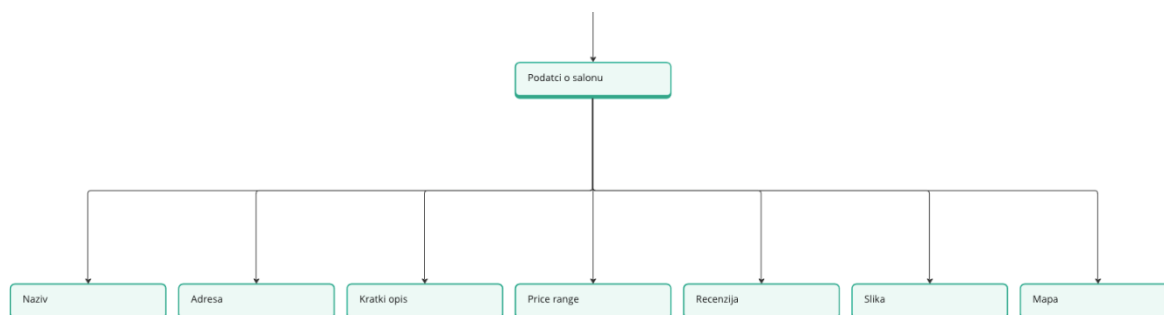 Podatci o salonu
Naziv
Adresa
Kratki opis
Price range
Recenzija
Slika
Mapa